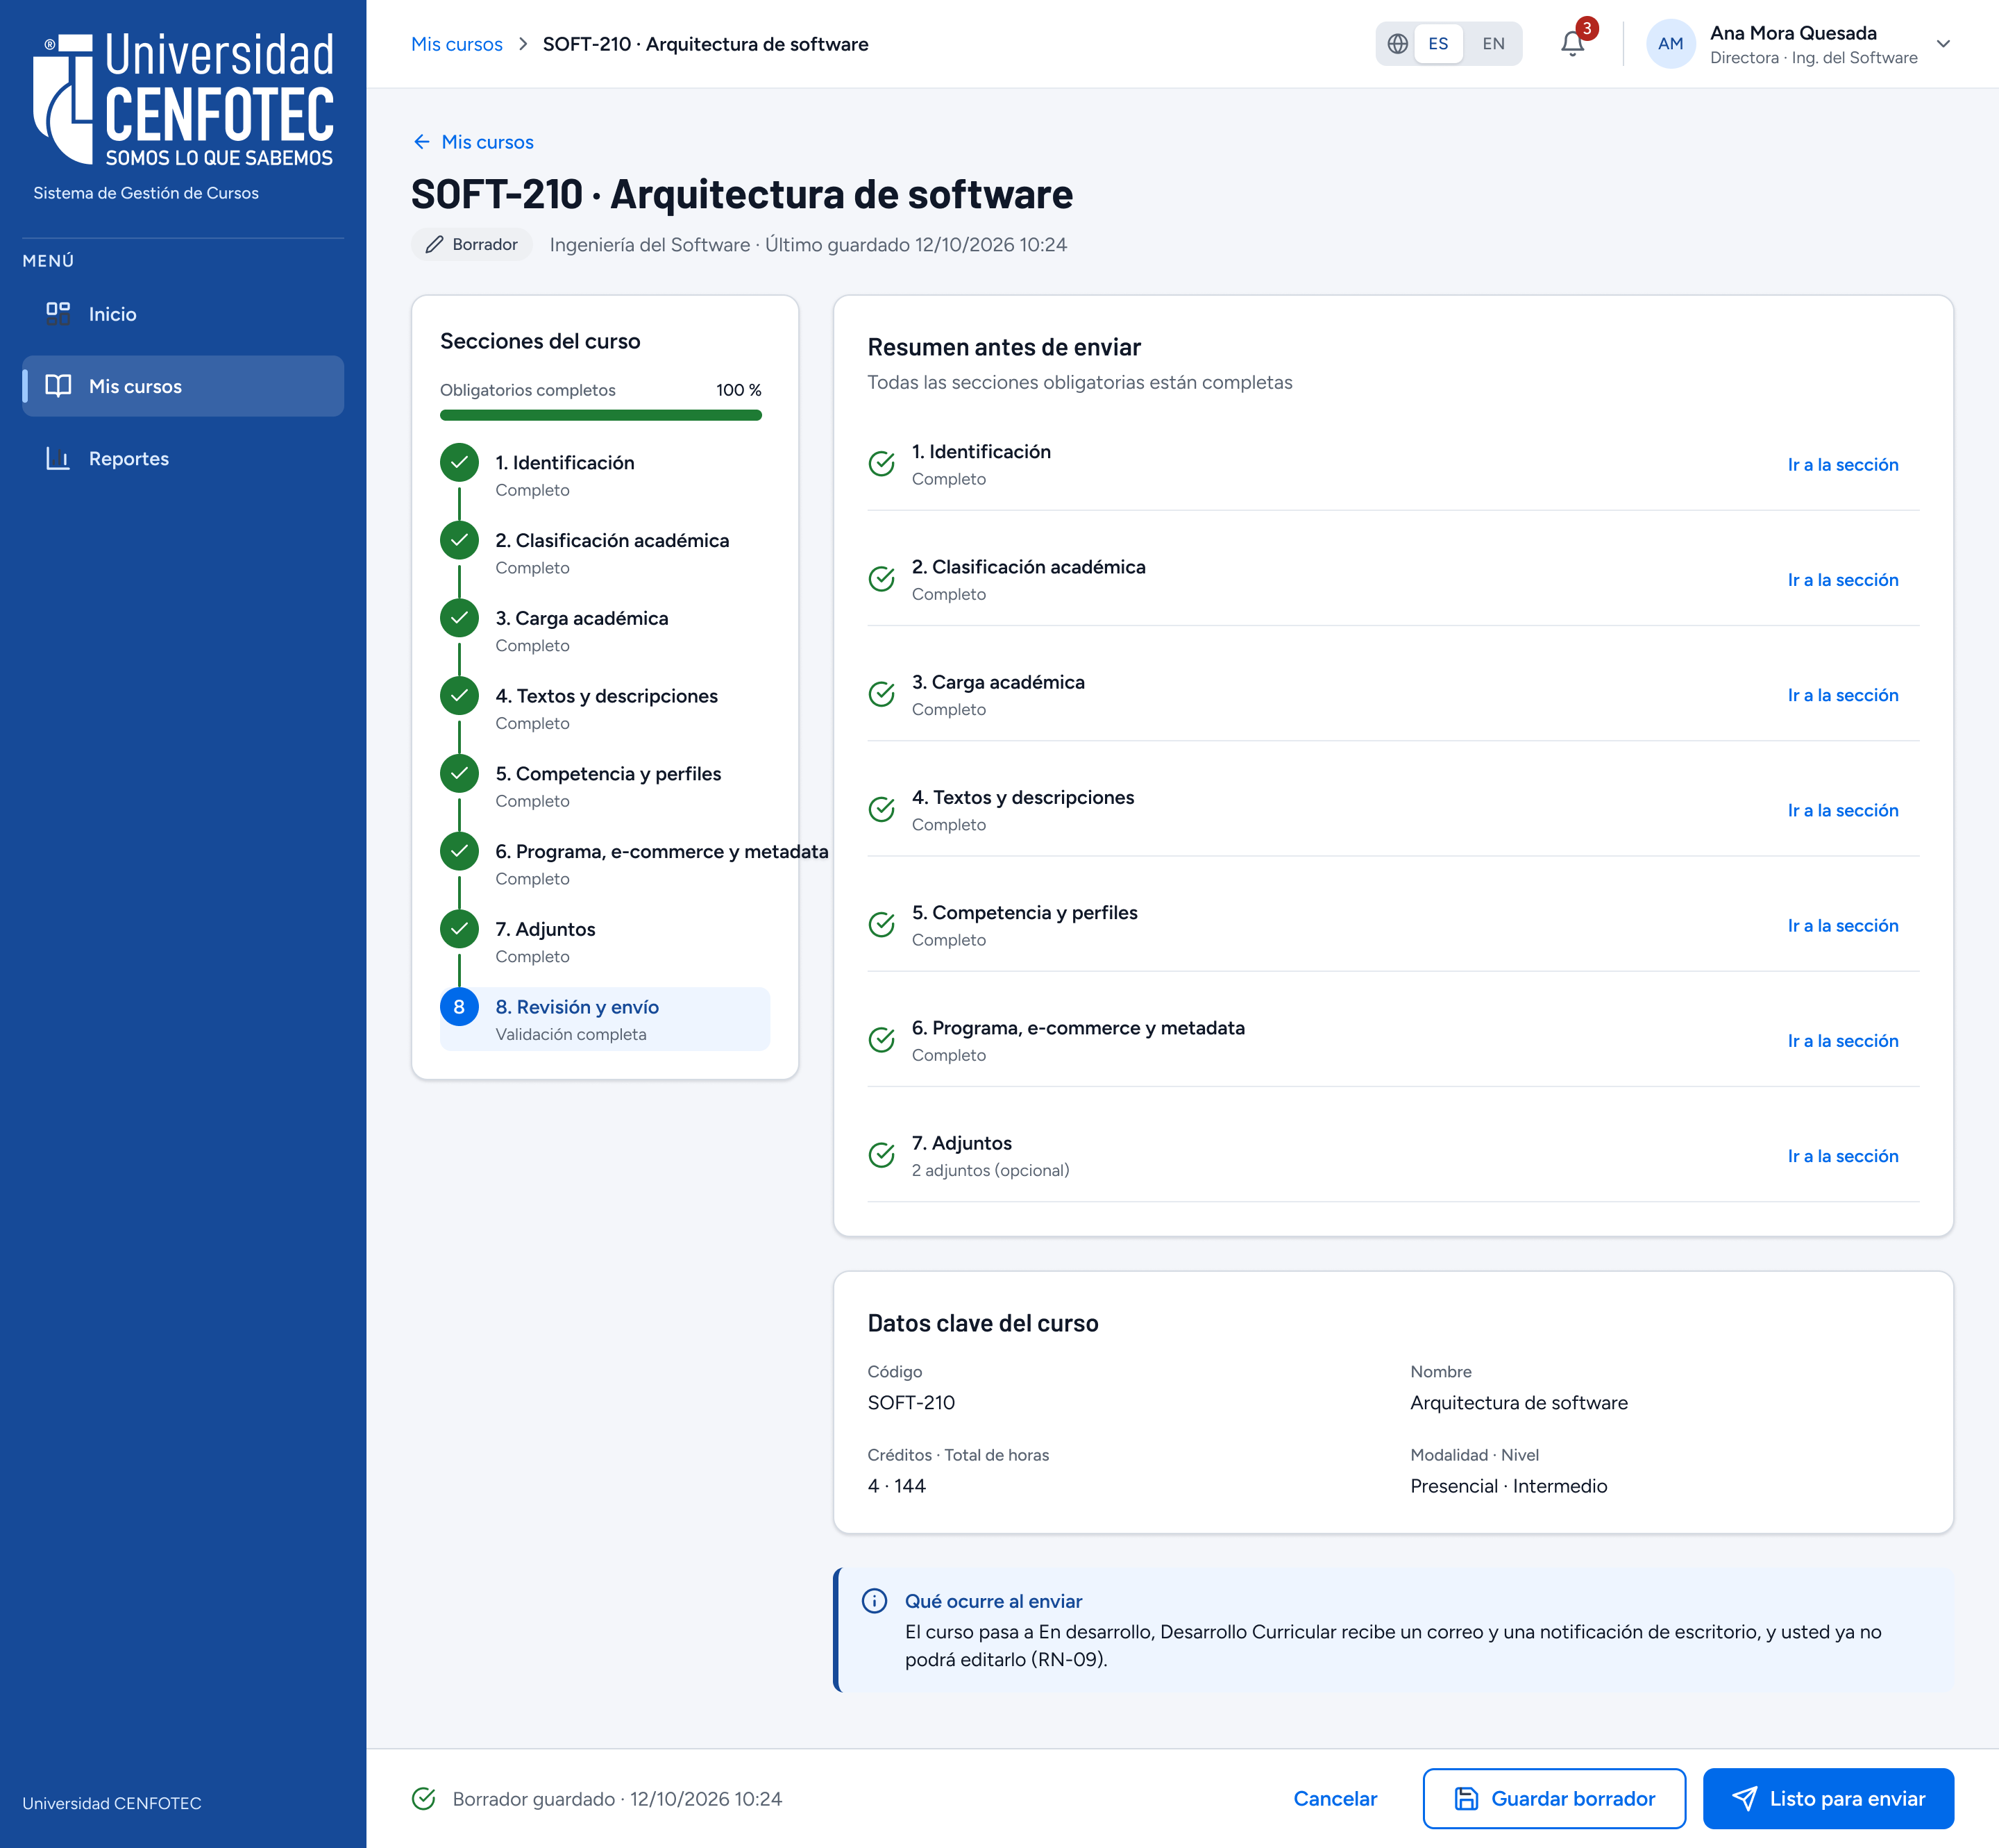 ® Universidad
CENFOTEC
SOMOS LO QUE SABEMOS
Sistema de Gestión de Cursos
MENÚ
Inicio
Mis cursos
Reportes
Universidad CENFOTEC
Mis cursos > SOFT-210 · Arquitectura de software
ES EN
3
AM
Ana Mora Quesada
Directora · Ing. del Software
← Mis cursos
SOFT-210 · Arquitectura de software
Borrador
Ingeniería del Software · Último guardado 12/10/2026 10:24
Secciones del curso
Obligatorios completos 100 %
1. Identificación
Completo
2. Clasificación académica
Completo
3. Carga académica
Completo
4. Textos y descripciones
Completo
5. Competencia y perfiles
Completo
6. Programa, e-commerce y metadata
Completo
7. Adjuntos
Completo
8 8. Revisión y envío
Validación completa
Resumen antes de enviar
Todas las secciones obligatorias están completas
1. Identificación
Completo
Ir a la sección
2. Clasificación académica
Completo
Ir a la sección
3. Carga académica
Completo
Ir a la sección
4. Textos y descripciones
Completo
Ir a la sección
5. Competencia y perfiles
Completo
Ir a la sección
6. Programa, e-commerce y metadata
Completo
Ir a la sección
7. Adjuntos
2 adjuntos (opcional)
Ir a la sección
Datos clave del curso
Código
SOFT-210
Nombre
Arquitectura de software
Créditos · Total de horas
4 · 144
Modalidad · Nivel
Presencial · Intermedio
Qué ocurre al enviar
El curso pasa a En desarrollo, Desarrollo Curricular recibe un correo y una notificación de escritorio, y usted ya no
podrá editarlo (RN-09).
Borrador guardado · 12/10/2026 10:24
Cancelar
Guardar borrador
Listo para enviar